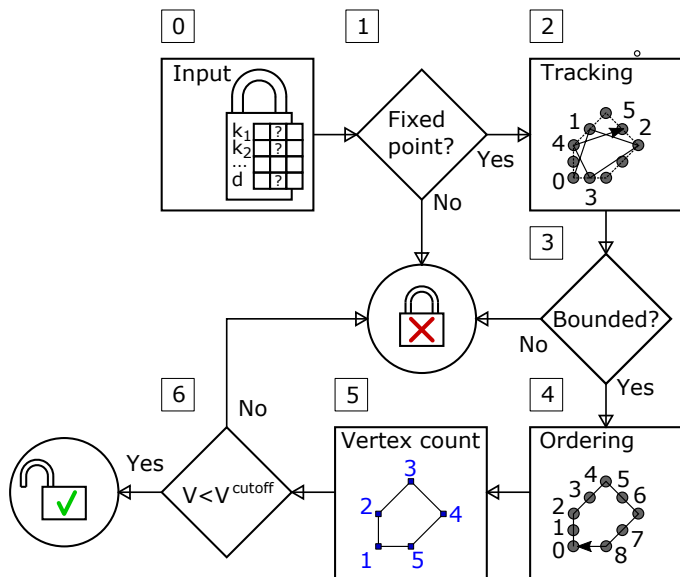 0
1
2
Input
k1
?
k2
?
...
d
?
Fixed
point?
Yes
No
Tracking
5
1
2
4
0
3
3
Bounded?
No
Yes
6
5
4
No
Yes
V<V^cutoff
Vertex count
3
2
4
1
5
Ordering
4
5
3
6
2
1
7
0
8